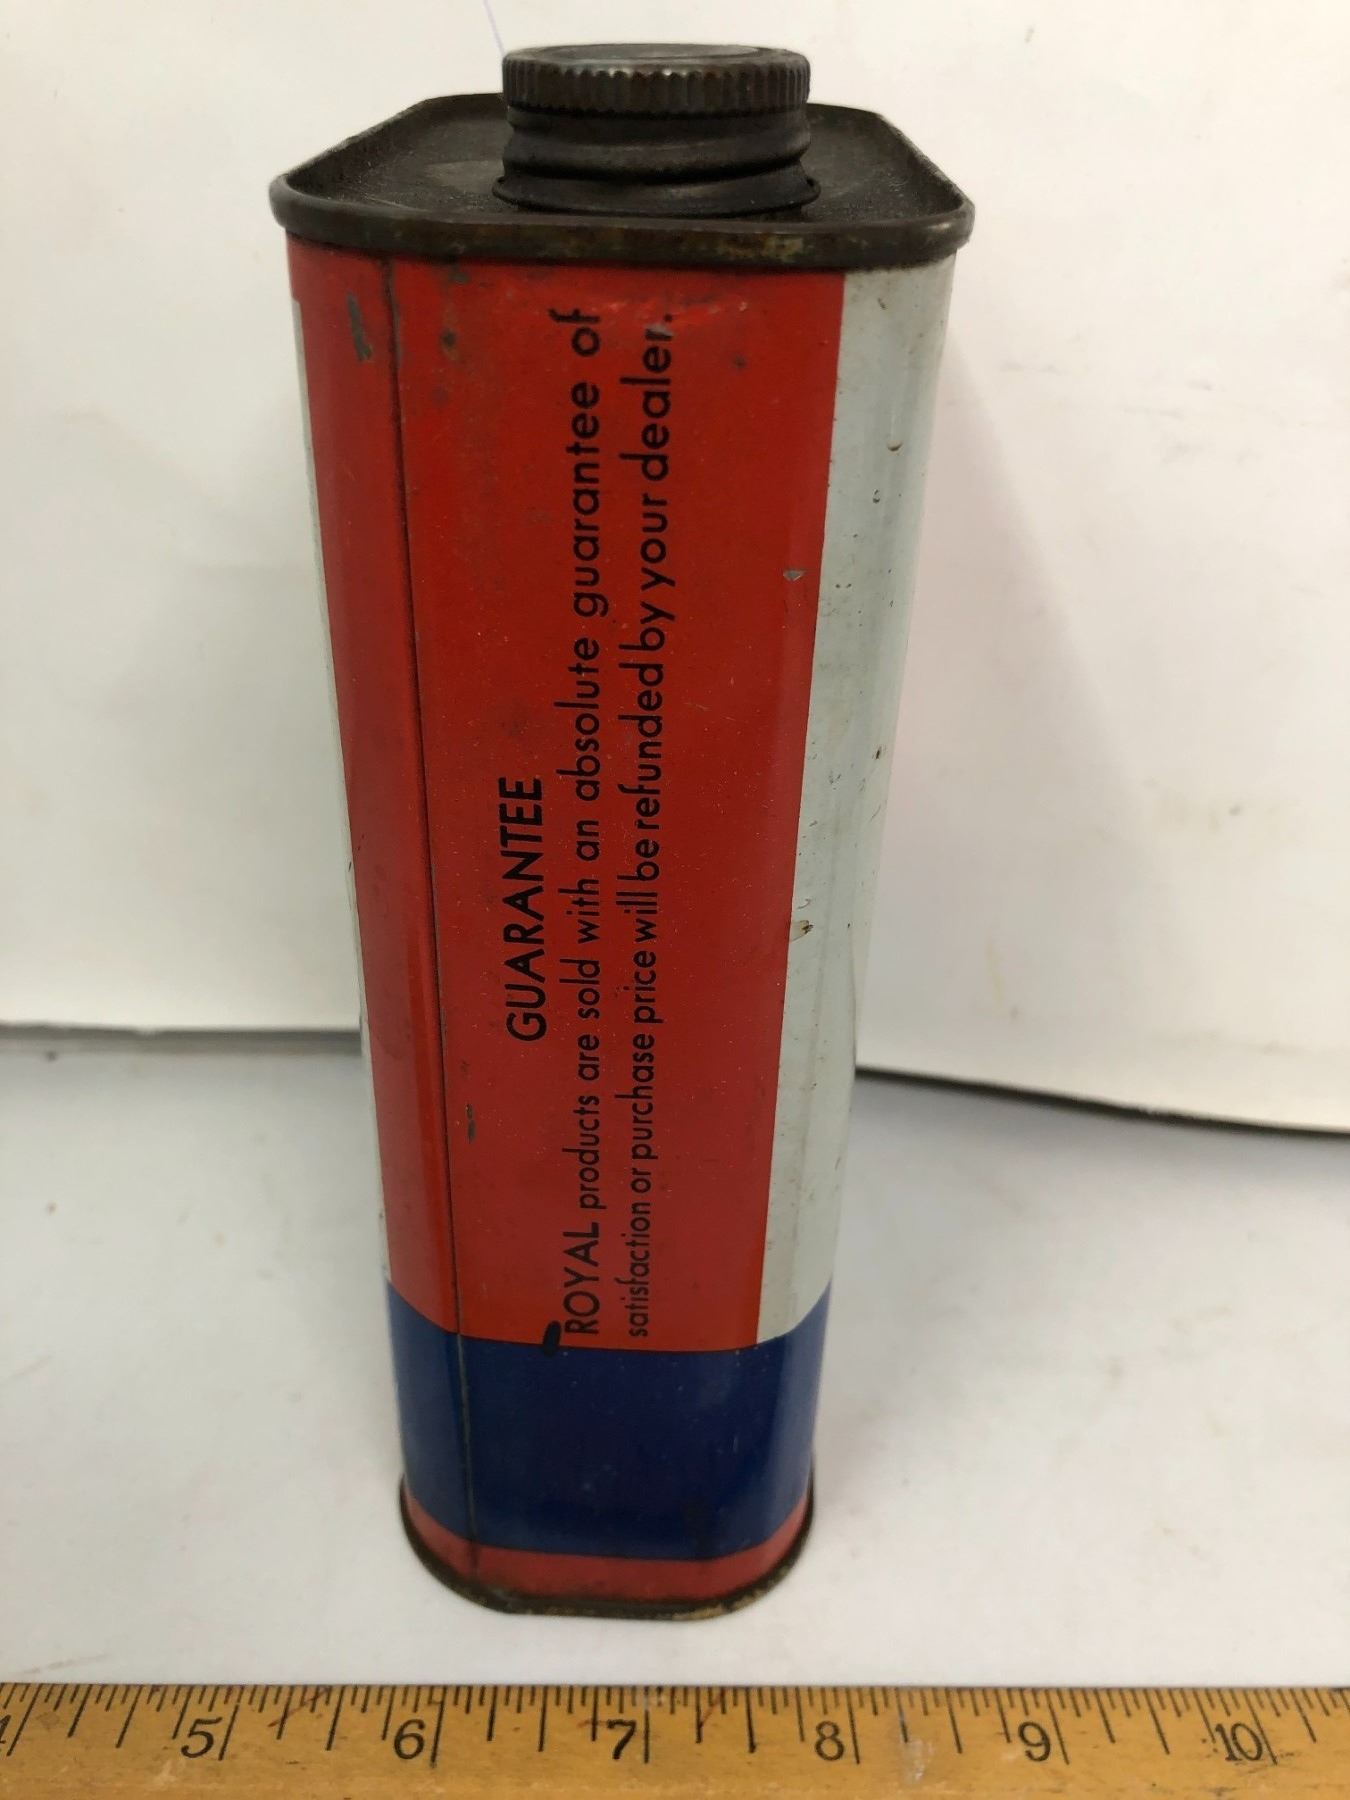 GUARANTEE
ROYAL products are sold with an absolute guarantee of
satisfaction or purchase price will be refunded by your dealer.
4 5 6 7 8 9 10